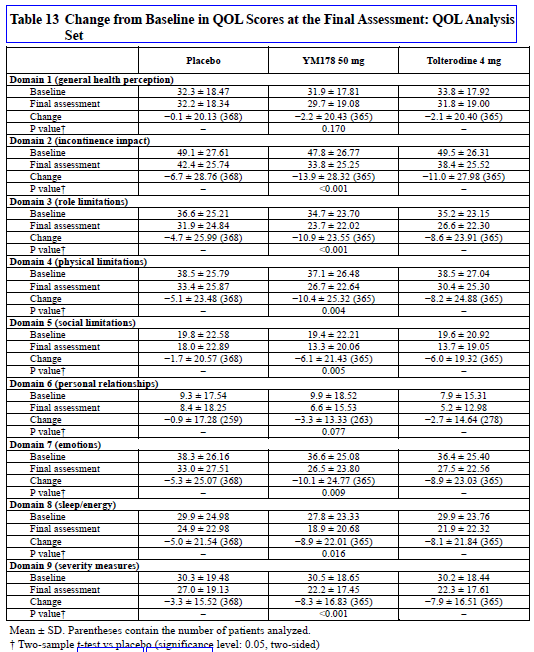 Table 13 Change from Baseline in QOL Scores at the Final Assessment: QOL Analysis
Set
Placebo YM178 50 mg Tolterodine 4 mg
Domain 1 (general health perception)
Baseline 32.3 ± 18.47 31.9 ± 17.81 33.8 ± 17.92
Final assessment 32.2 ± 18.34 29.7 ± 19.08 31.8 ± 19.00
Change −0.1 ± 20.13 (368) −2.2 ± 20.43 (365) −2.1 ± 20.40 (365)
P value† – 0.170 –
Domain 2 (incontinence impact)
Baseline 49.1 ± 27.61 47.8 ± 26.77 49.5 ± 26.31
Final assessment 42.4 ± 25.74 33.8 ± 25.25 38.4 ± 25.52
Change −6.7 ± 28.76 (368) −13.9 ± 28.32 (365) −11.0 ± 27.98 (365)
P value† – <0.001 –
Domain 3 (role limitations)
Baseline 36.6 ± 25.21 34.7 ± 23.70 35.2 ± 23.15
Final assessment 31.9 ± 24.84 23.7 ± 22.02 26.6 ± 22.30
Change −4.7 ± 25.99 (368) −10.9 ± 23.55 (365) −8.6 ± 23.91 (365)
P value† – <0.001 –
Domain 4 (physical limitations)
Baseline 38.5 ± 25.79 37.1 ± 26.48 38.5 ± 27.04
Final assessment 33.4 ± 25.87 26.7 ± 22.64 30.4 ± 25.30
Change −5.1 ± 23.48 (368) −10.4 ± 25.32 (365) −8.2 ± 24.88 (365)
P value† – 0.004 –
Domain 5 (social limitations)
Baseline 19.8 ± 22.58 19.4 ± 22.21 19.6 ± 20.92
Final assessment 18.0 ± 22.89 13.3 ± 20.06 13.7 ± 19.05
Change −1.7 ± 20.57 (368) −6.1 ± 21.43 (365) −6.0 ± 19.32 (365)
P value† – 0.005 –
Domain 6 (personal relationships)
Baseline 9.3 ± 17.54 9.9 ± 18.52 7.9 ± 15.31
Final assessment 8.4 ± 18.25 6.6 ± 15.53 5.2 ± 12.98
Change −0.9 ± 17.28 (259) −3.3 ± 13.33 (263) −2.7 ± 14.64 (278)
P value† – 0.077 –
Domain 7 (emotions)
Baseline 38.3 ± 26.16 36.6 ± 25.08 36.4 ± 25.40
Final assessment 33.0 ± 27.51 26.5 ± 23.80 27.5 ± 22.56
Change −5.3 ± 25.07 (368) −10.1 ± 24.77 (365) −8.9 ± 23.03 (365)
P value† – 0.009 –
Domain 8 (sleep/energy)
Baseline 29.9 ± 24.98 27.8 ± 23.33 29.9 ± 23.76
Final assessment 24.9 ± 22.98 18.9 ± 20.68 21.9 ± 22.32
Change −5.0 ± 21.54 (368) −8.9 ± 22.01 (365) −8.1 ± 21.84 (365)
P value† – 0.016 –
Domain 9 (severity measures)
Baseline 30.3 ± 19.48 30.5 ± 18.65 30.2 ± 18.44
Final assessment 27.0 ± 19.13 22.2 ± 17.45 22.3 ± 17.61
Change −3.3 ± 15.52 (368) −8.3 ± 16.83 (365) −7.9 ± 16.51 (365)
P value† – <0.001 –
Mean ± SD. Parentheses contain the number of patients analyzed.
† Two-sample t-test vs placebo (significance level: 0.05, two-sided)